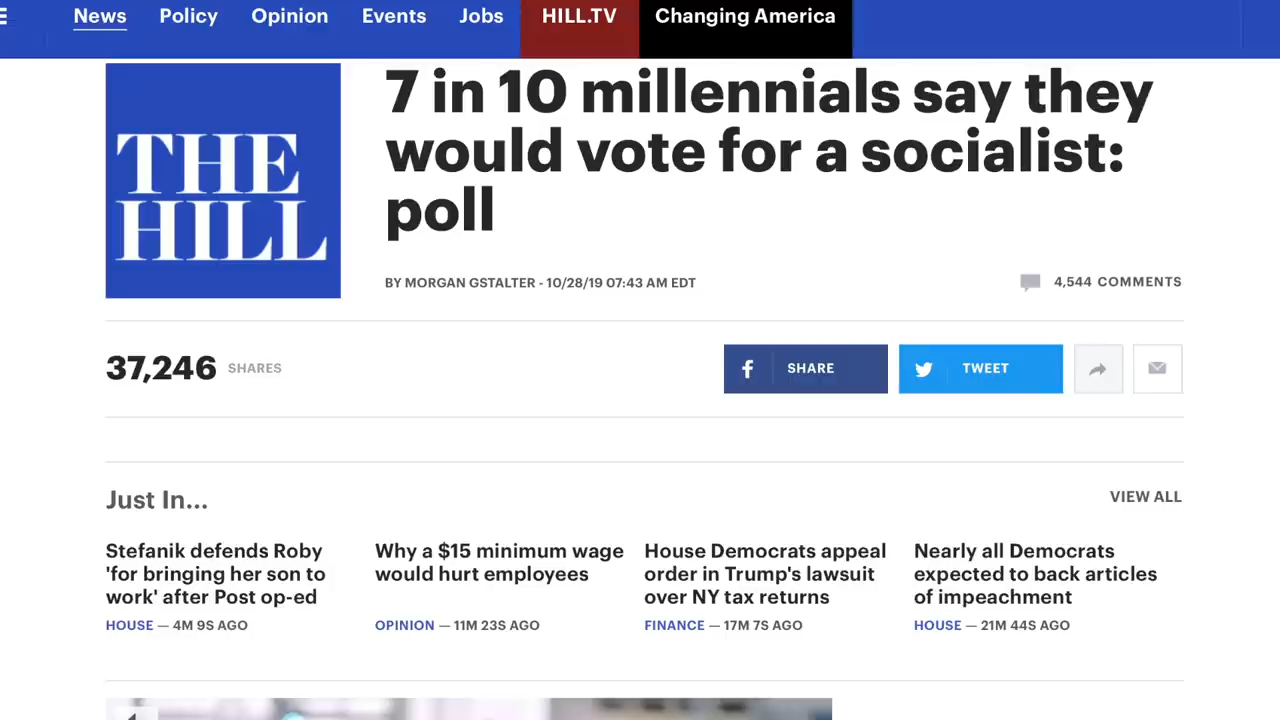 News Policy Opinion Events Jobs HILL.TV Changing America
THE
HILL
7 in 10 millennials say they
would vote for a socialist:
poll
BY MORGAN GSTALTER - 10/28/19 07:43 AM EDT
4,544 COMMENTS
37,246 SHARES
SHARE
TWEET
Just In...
VIEW ALL
Stefanik defends Roby
'for bringing her son to
work' after Post op-ed
HOUSE — 4M 9S AGO
Why a $15 minimum wage
would hurt employees
OPINION — 11M 23S AGO
House Democrats appeal
order in Trump's lawsuit
over NY tax returns
FINANCE — 17M 7S AGO
Nearly all Democrats
expected to back articles
of impeachment
HOUSE — 21M 44S AGO